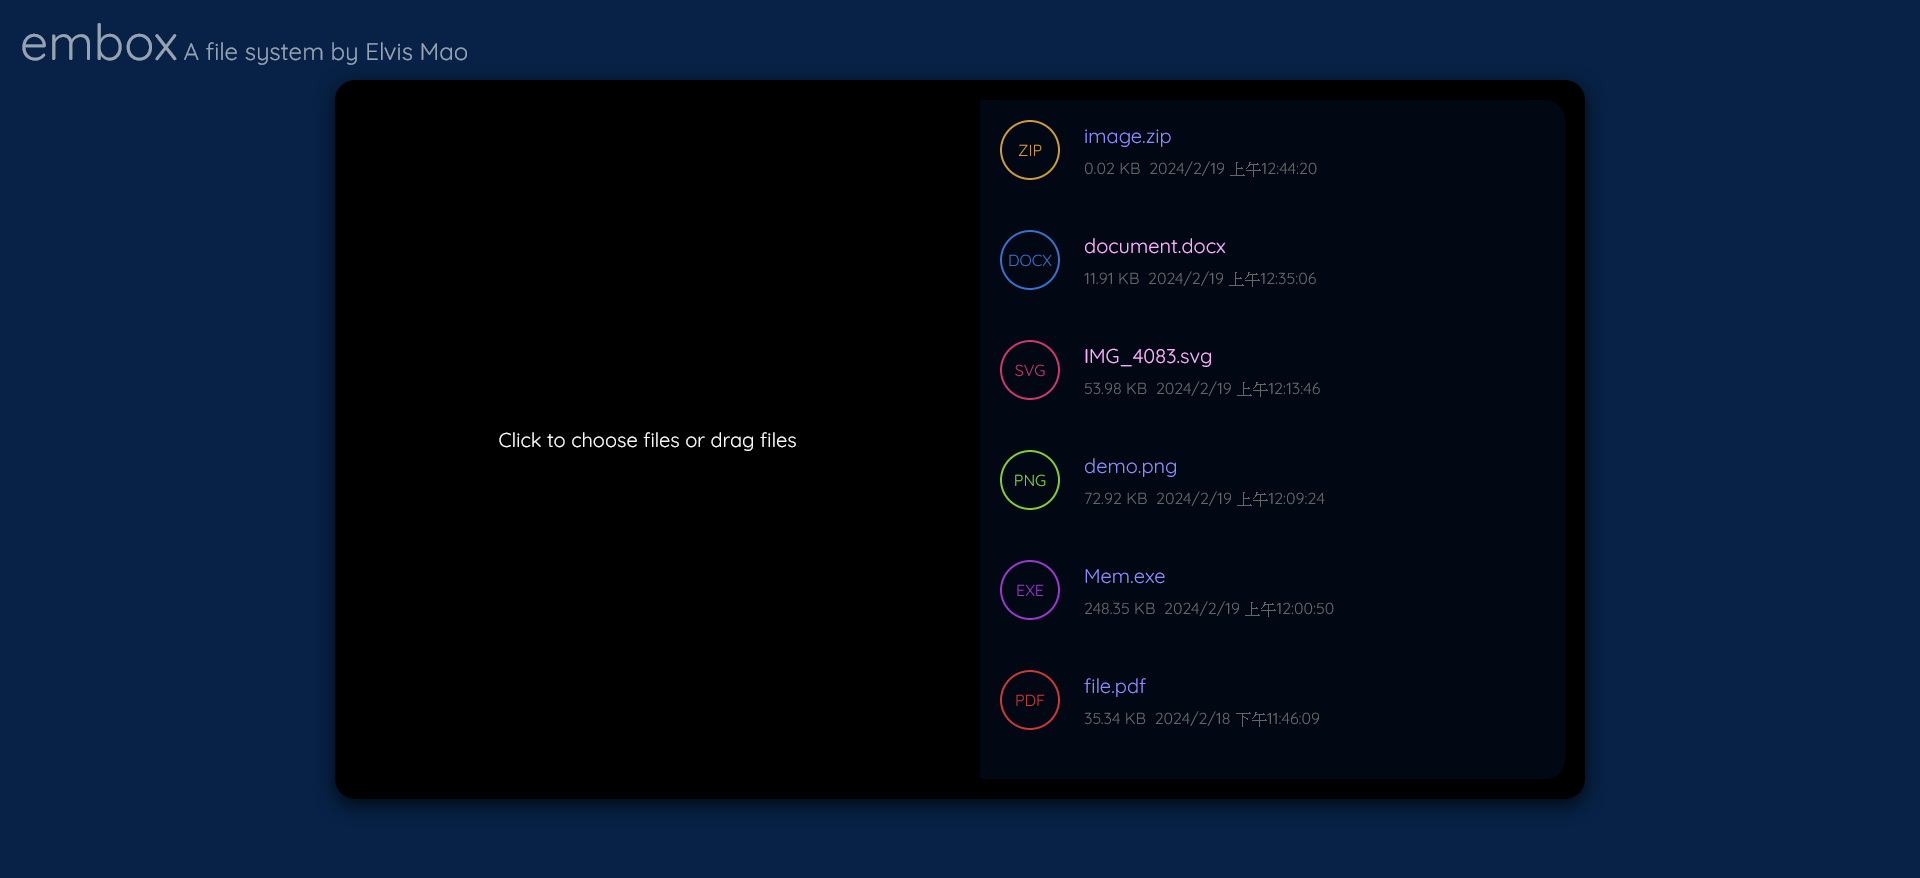 embox A file system by Elvis Mao
Click to choose files or drag files
ZIP
image.zip
0.02 KB 2024/2/19 上午12:44:20
DOCX
document.docx
11.91 KB 2024/2/19 上午12:35:06
SVG
IMG_4083.svg
53.98 KB 2024/2/19 上午12:13:46
PNG
demo.png
72.92 KB 2024/2/19 上午12:09:24
EXE
Mem.exe
248.35 KB 2024/2/19 上午12:00:50
PDF
file.pdf
35.34 KB 2024/2/18 下午11:46:09